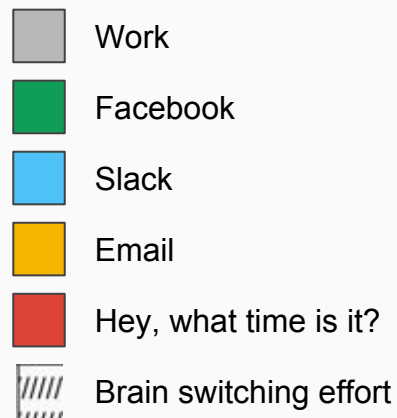 Work
Facebook
Slack
Email
Hey, what time is it?
Brain switching effort